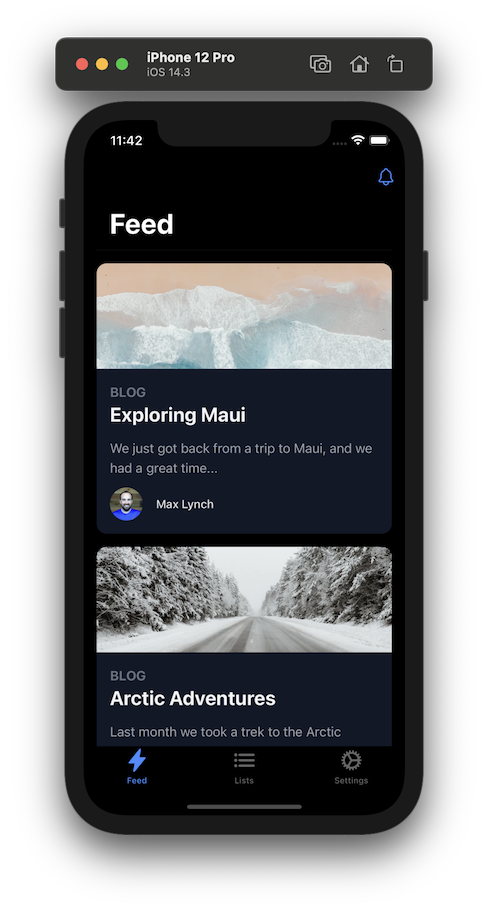 iPhone 12 Pro
iOS 14.3
11:42
Feed
BLOG
Exploring Maui
We just got back from a trip to Maui, and we
had a great time...
Max Lynch
BLOG
Arctic Adventures
Last month we took a trek to the Arctic
Feed
Lists
Settings